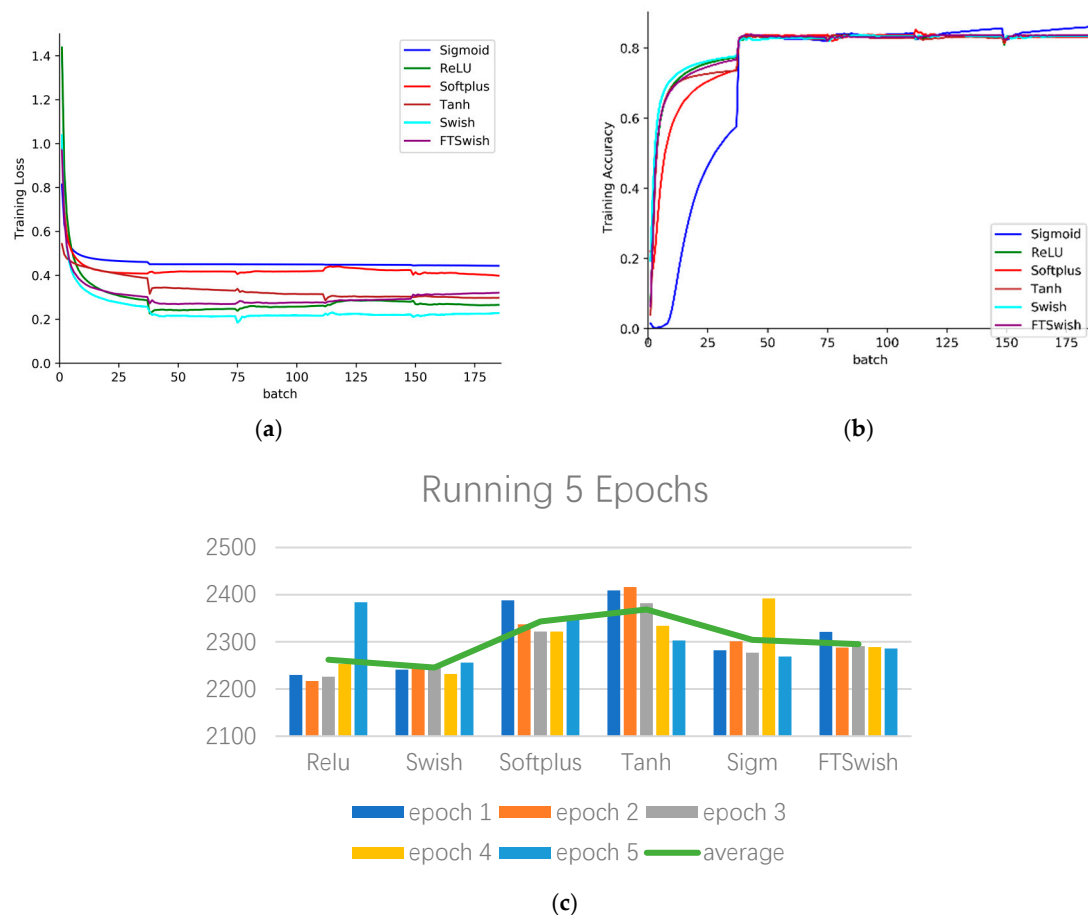 1.4
1.2
1.0
0.8
0.6
0.4
0.2
0.0
Training Loss
0 25 50 75 100 125 150 175
batch
Sigmoid
ReLU
Softplus
Tanh
Swish
FTSwish
(a)
0.8
0.6
0.4
0.2
0.0
Training Accuracy
0 25 50 75 100 125 150 175
batch
Sigmoid
ReLU
Softplus
Tanh
Swish
FTSwish
(b)
Running 5 Epochs
2500
2400
2300
2200
2100
Relu Swish Softplus Tanh Sigm FTSwish
epoch 1 epoch 2 epoch 3
epoch 4 epoch 5 average
(c)